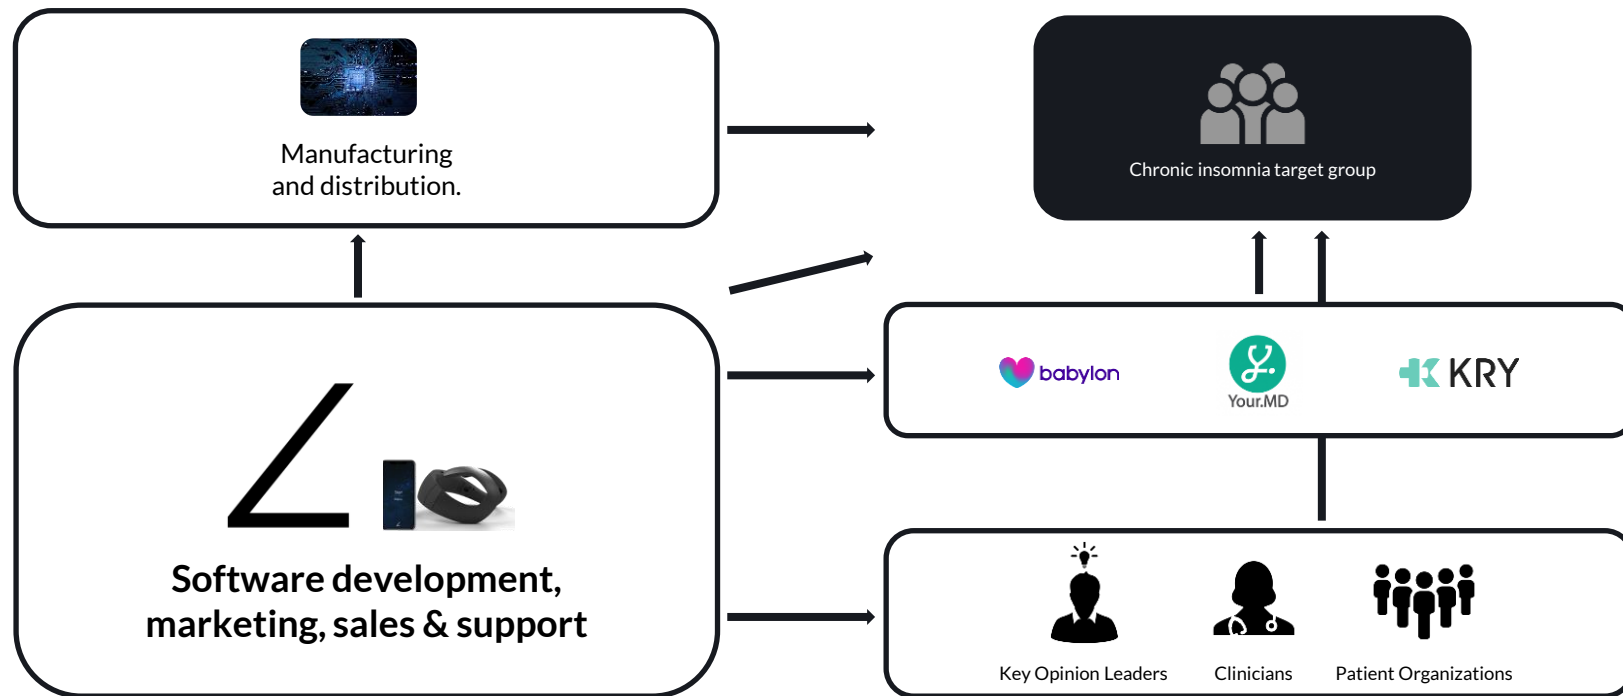 Manufacturing
and distribution.
Chronic insomnia target group
babylon
Your.MD
KRY
Software development,
marketing, sales & support
Key Opinion Leaders
Clinicians
Patient Organizations